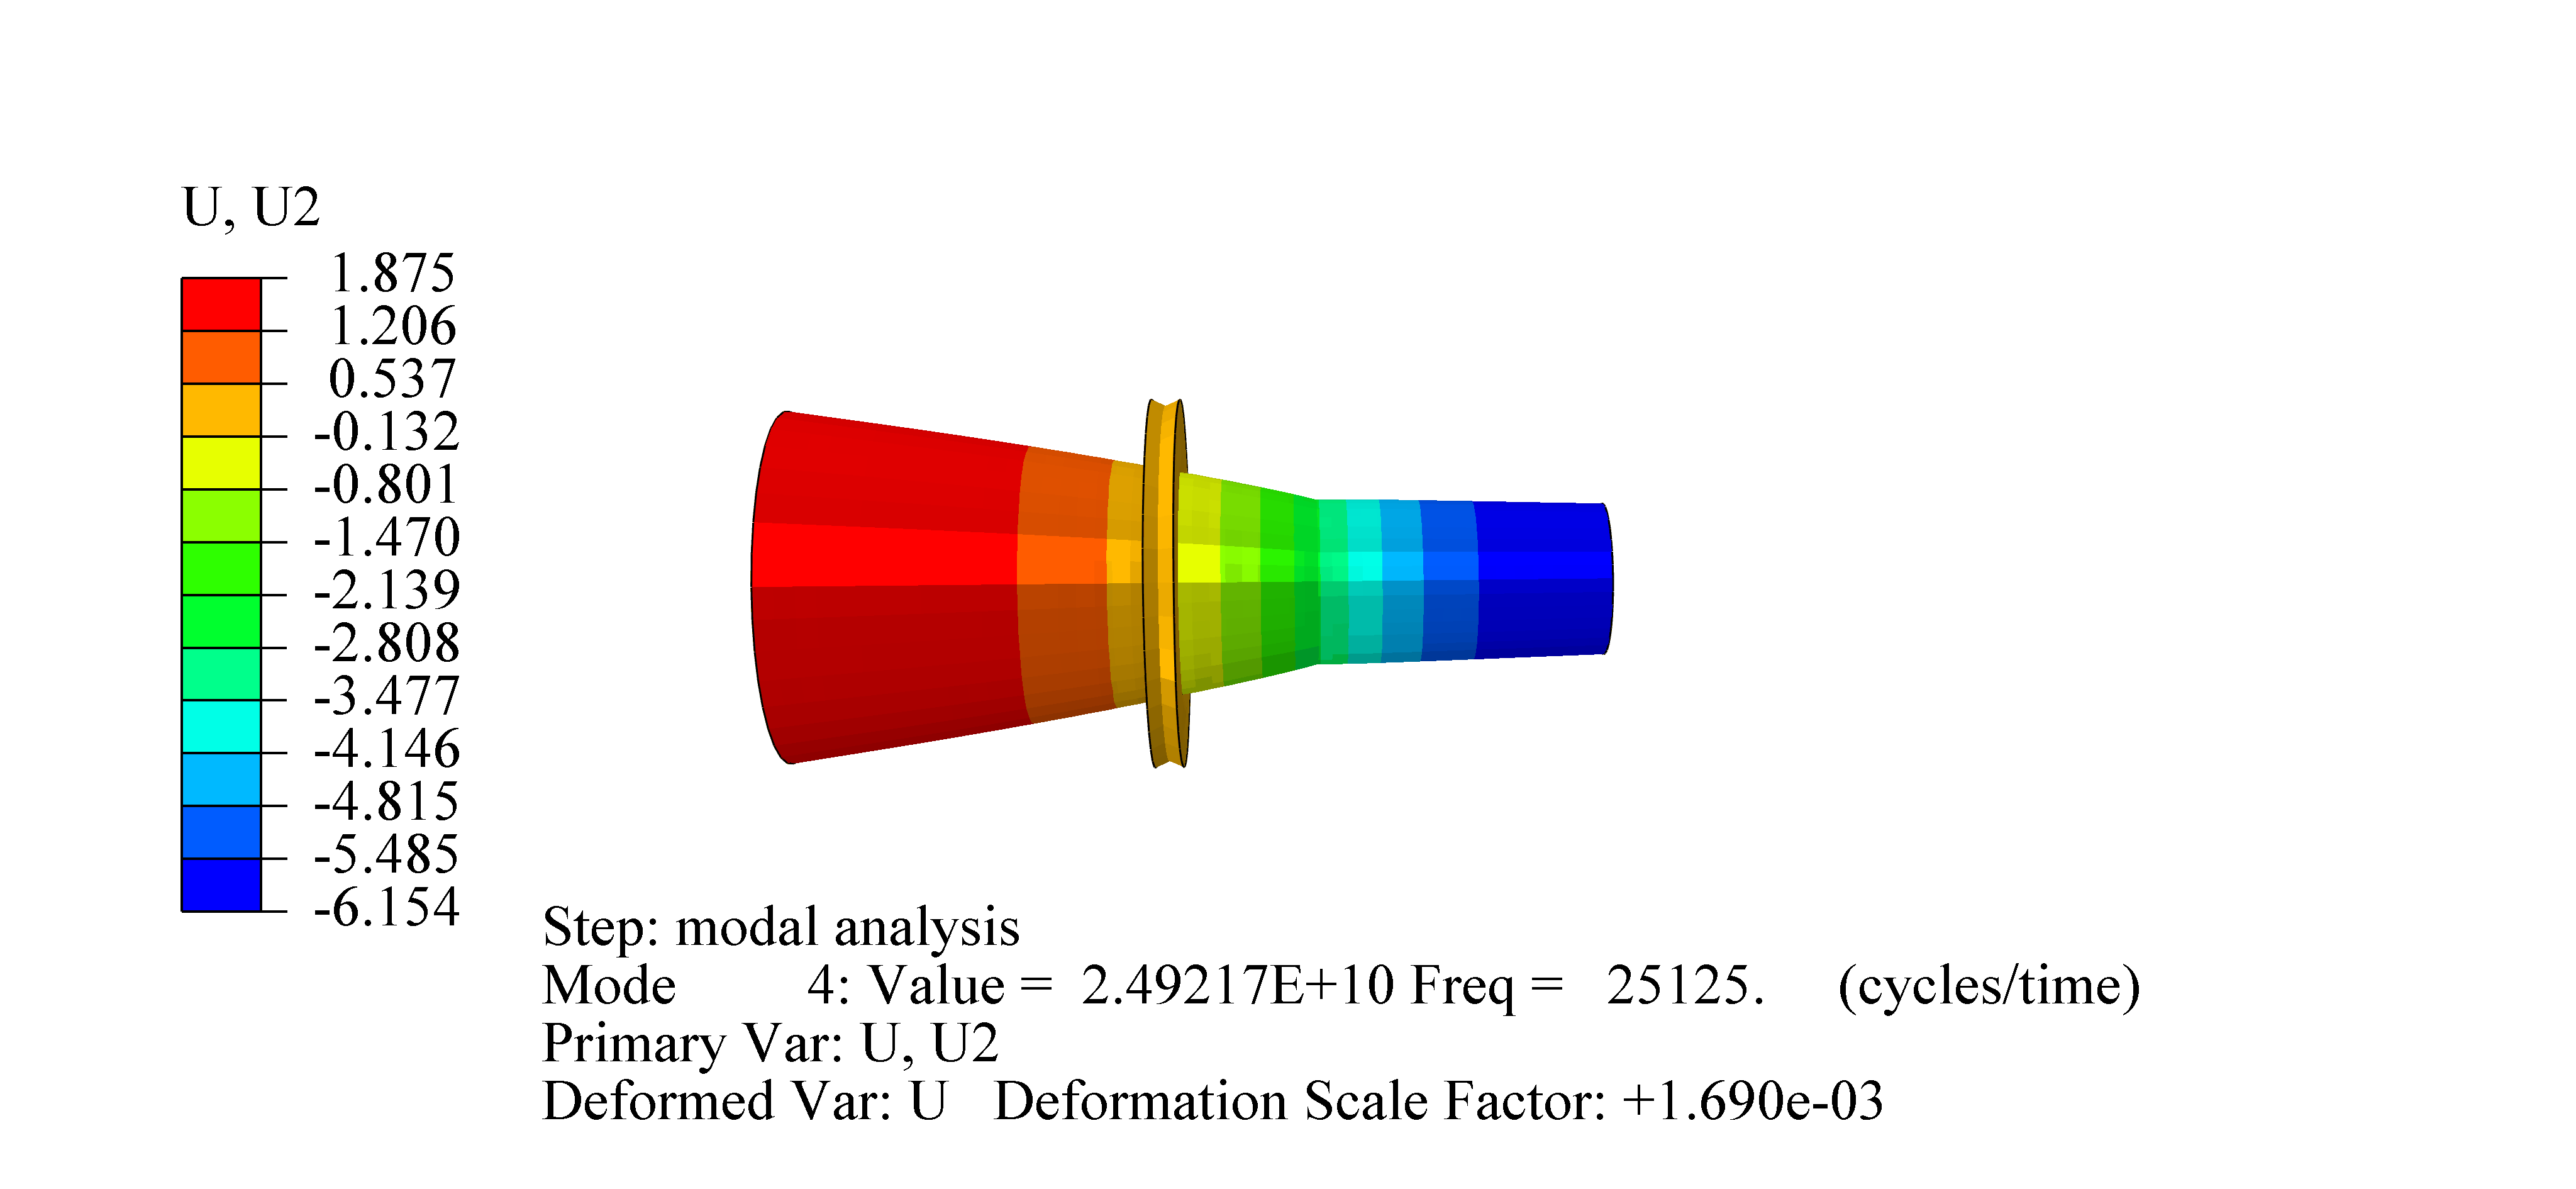 U, U2
1.875
1.206
0.537
-0.132
-0.801
-1.470
-2.139
-2.808
-3.477
-4.146
-4.815
-5.485
-6.154
Step: modal analysis
Mode 4: Value = 2.49217E+10 Freq = 25125. (cycles/time)
Primary Var: U, U2
Deformed Var: U Deformation Scale Factor: +1.690e-03